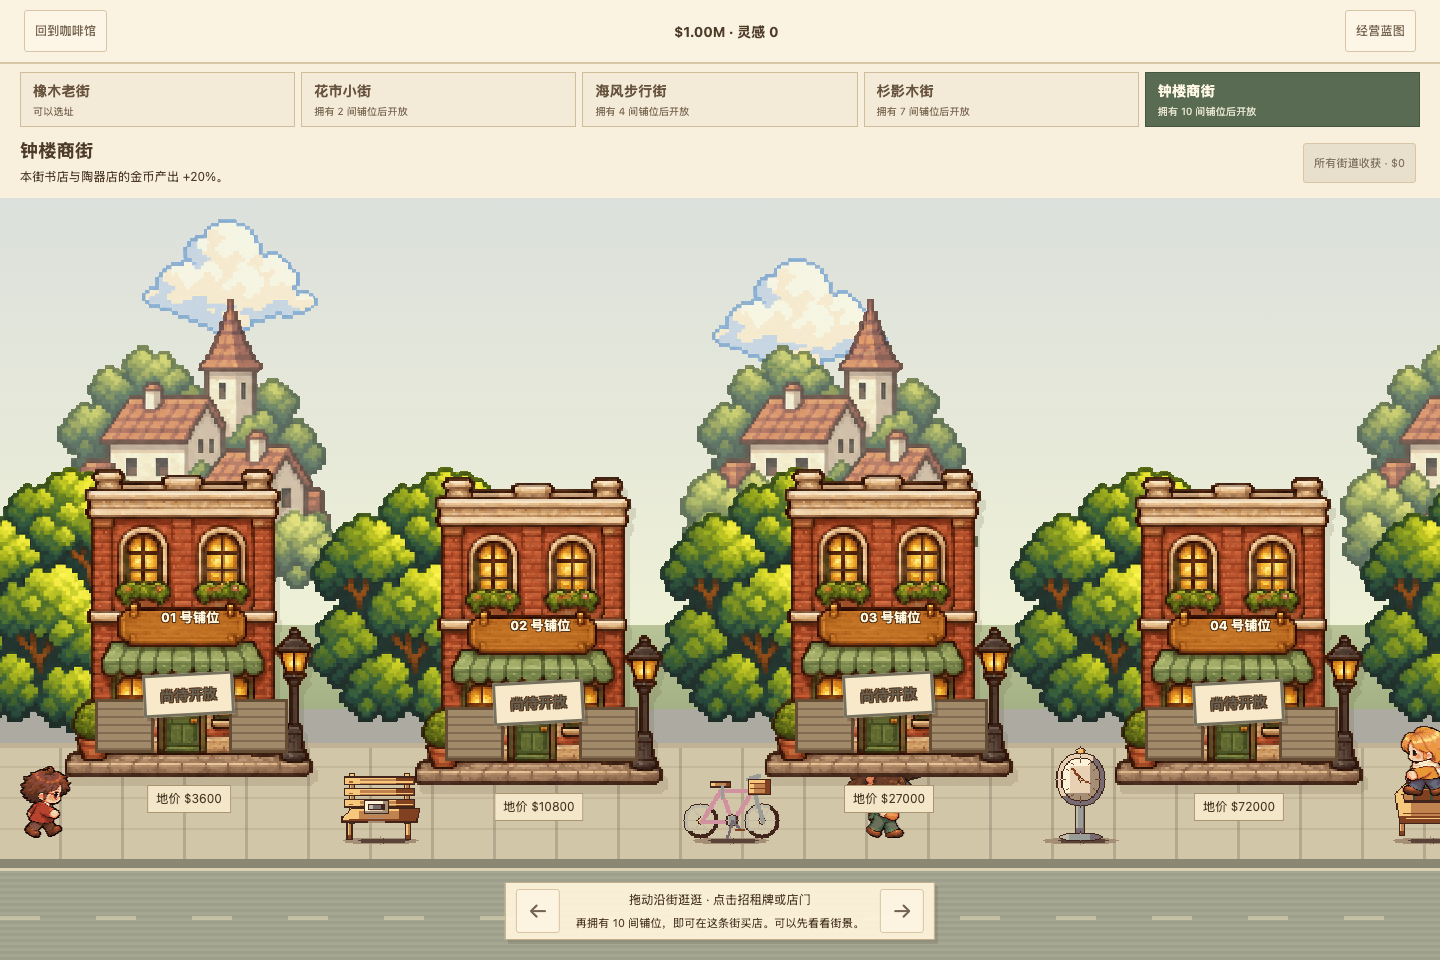 回到咖啡馆
$1.00M · 灵感 0
经营蓝图
橡木老街
可以选址
花市小街
拥有 2 间铺位后开放
海风步行街
拥有 4 间铺位后开放
杉影木街
拥有 7 间铺位后开放
钟楼商街
拥有 10 间铺位后开放
钟楼商街
本街书店与陶器店的金币产出 +20%。
所有街道收获 · $0
01 号铺位
尚待开放
地价 $3600
02 号铺位
尚待开放
地价 $10800
03 号铺位
尚待开放
地价 $27000
04 号铺位
尚待开放
地价 $72000
拖动沿街逛逛 · 点击招租牌或店门
再拥有 10 间铺位，即可在这条街买店。可以先看看街景。